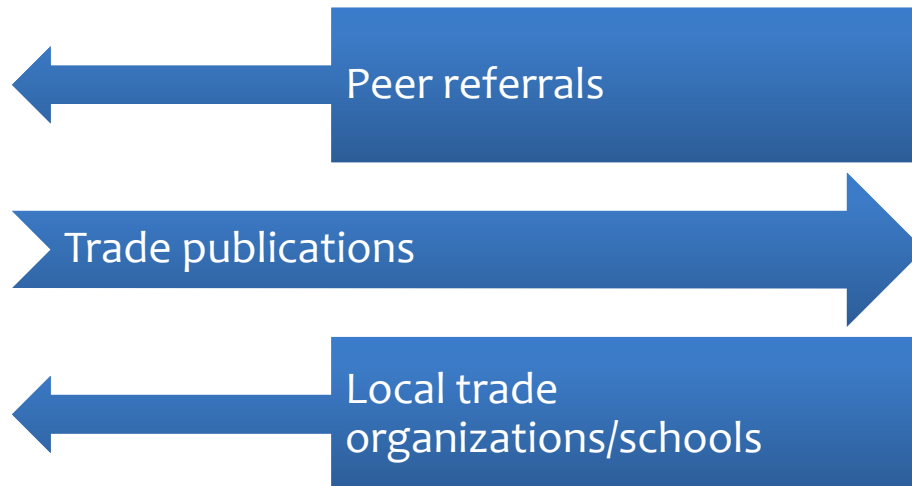 Peer referrals
Trade publications
Local trade
organizations/schools